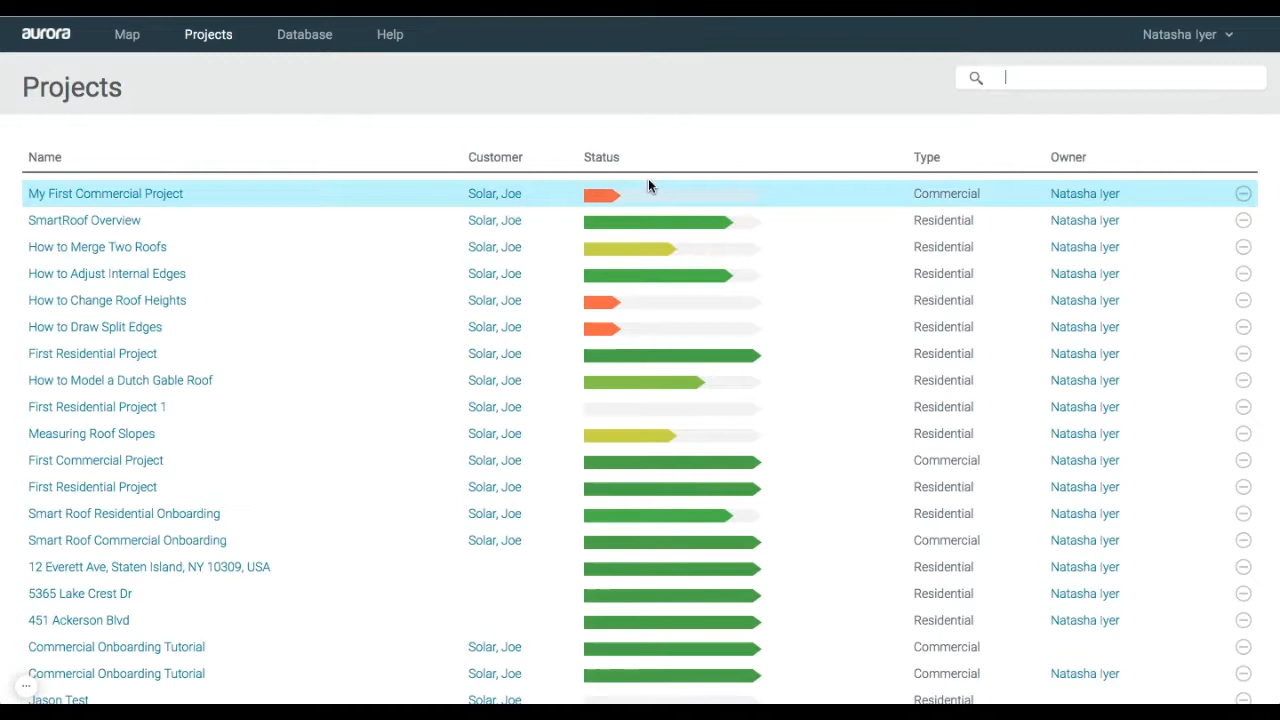 aurora Map Projects Database Help Natasha Iyer
Projects
Name Customer Status Type Owner
My First Commercial Project Solar, Joe Commercial Natasha Iyer
SmartRoof Overview Solar, Joe Residential Natasha Iyer
How to Merge Two Roofs Solar, Joe Residential Natasha Iyer
How to Adjust Internal Edges Solar, Joe Residential Natasha Iyer
How to Change Roof Heights Solar, Joe Residential Natasha Iyer
How to Draw Split Edges Solar, Joe Residential Natasha Iyer
First Residential Project Solar, Joe Residential Natasha Iyer
How to Model a Dutch Gable Roof Solar, Joe Residential Natasha Iyer
First Residential Project 1 Solar, Joe Residential Natasha Iyer
Measuring Roof Slopes Solar, Joe Residential Natasha Iyer
First Commercial Project Solar, Joe Commercial Natasha Iyer
First Residential Project Solar, Joe Residential Natasha Iyer
Smart Roof Residential Onboarding Solar, Joe Residential Natasha Iyer
Smart Roof Commercial Onboarding Solar, Joe Commercial Natasha Iyer
12 Everett Ave, Staten Island, NY 10309, USA Residential Natasha Iyer
5365 Lake Crest Dr Residential Natasha Iyer
451 Ackerson Blvd Residential Natasha Iyer
Commercial Onboarding Tutorial Solar, Joe Commercial
Commercial Onboarding Tutorial Solar, Joe Commercial Natasha Iyer
Jason Test Solar, Joe Residential